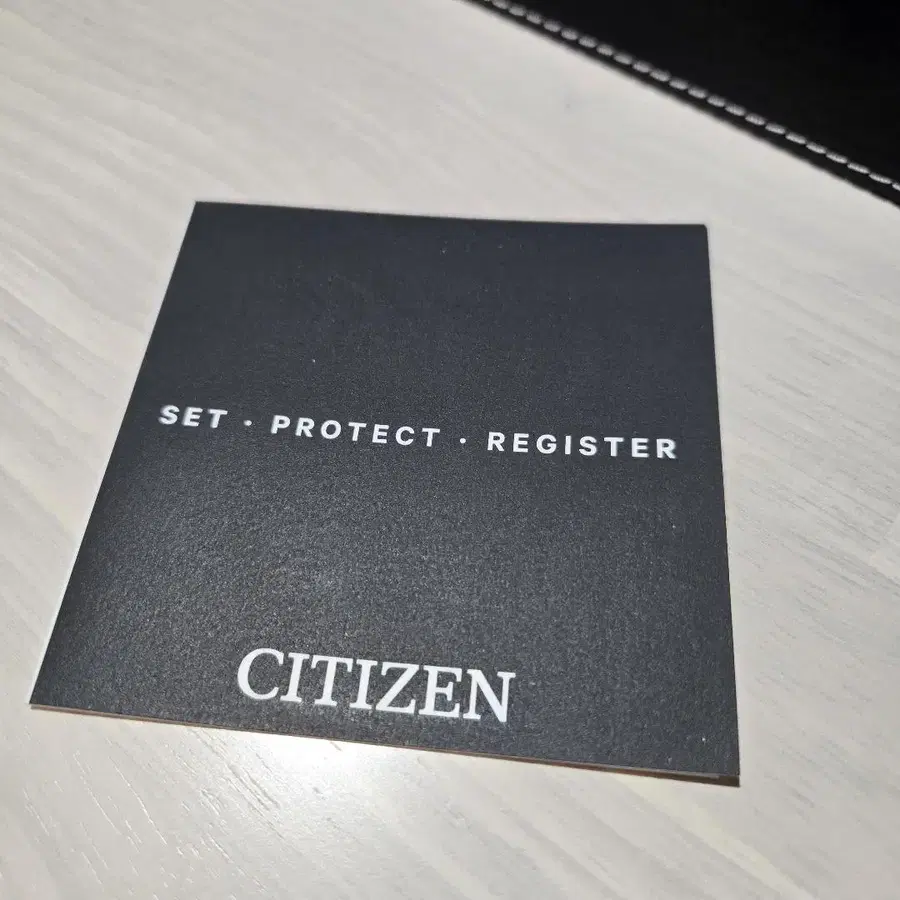 SET · PROTECT · REGISTER
CITIZEN